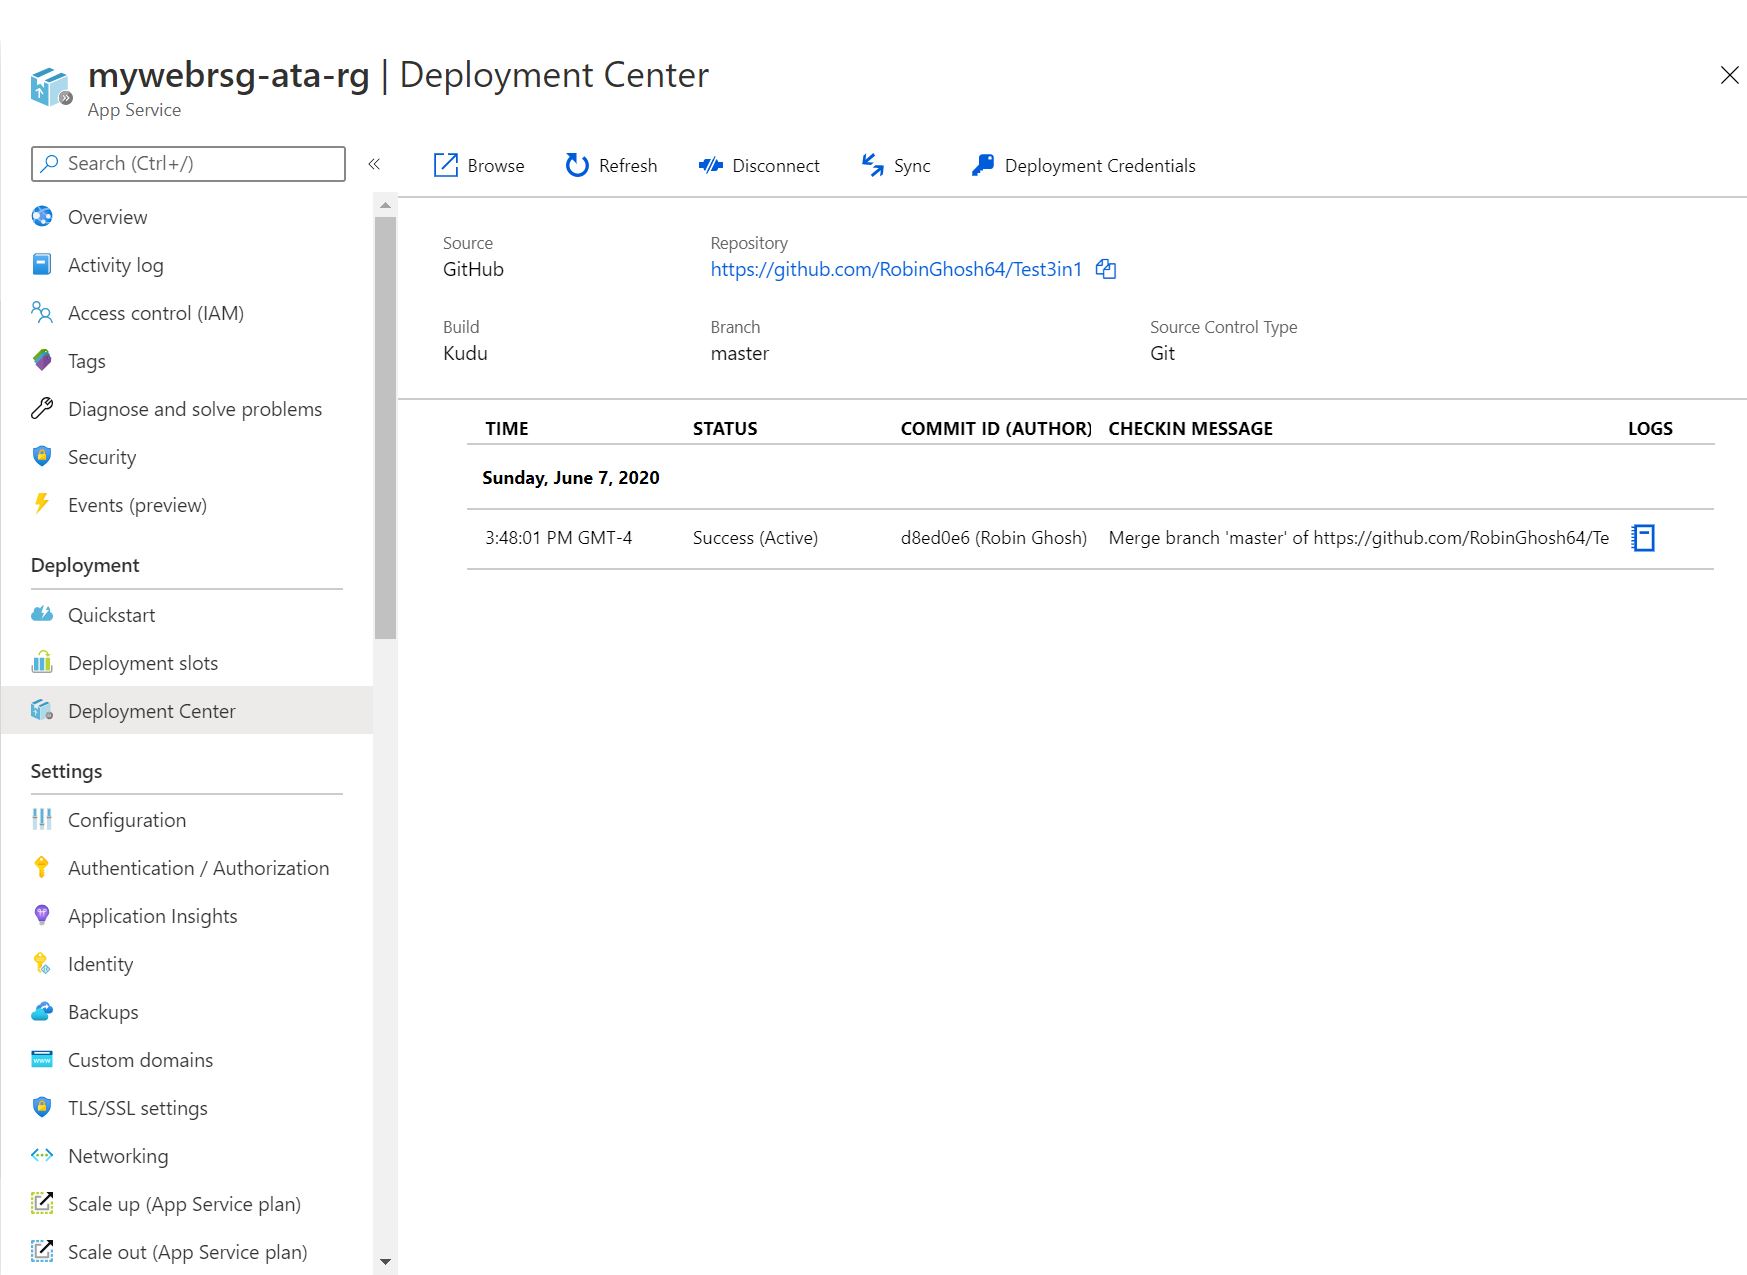 mywebrsg-ata-rg | Deployment Center
App Service
Search (Ctrl+/)
«
Browse
Refresh
Disconnect
Sync
Deployment Credentials
Overview
Activity log
Access control (IAM)
Tags
Diagnose and solve problems
Security
Events (preview)
Deployment
Quickstart
Deployment slots
Deployment Center
Settings
Configuration
Authentication / Authorization
Application Insights
Identity
Backups
Custom domains
TLS/SSL settings
Networking
Scale up (App Service plan)
Scale out (App Service plan)
Source
GitHub
Repository
https://github.com/RobinGhosh64/Test3in1
Build
Kudu
Branch
master
Source Control Type
Git
TIME STATUS COMMIT ID (AUTHOR) CHECKIN MESSAGE LOGS
Sunday, June 7, 2020
3:48:01 PM GMT-4 Success (Active) d8ed0e6 (Robin Ghosh) Merge branch 'master' of https://github.com/RobinGhosh64/Te